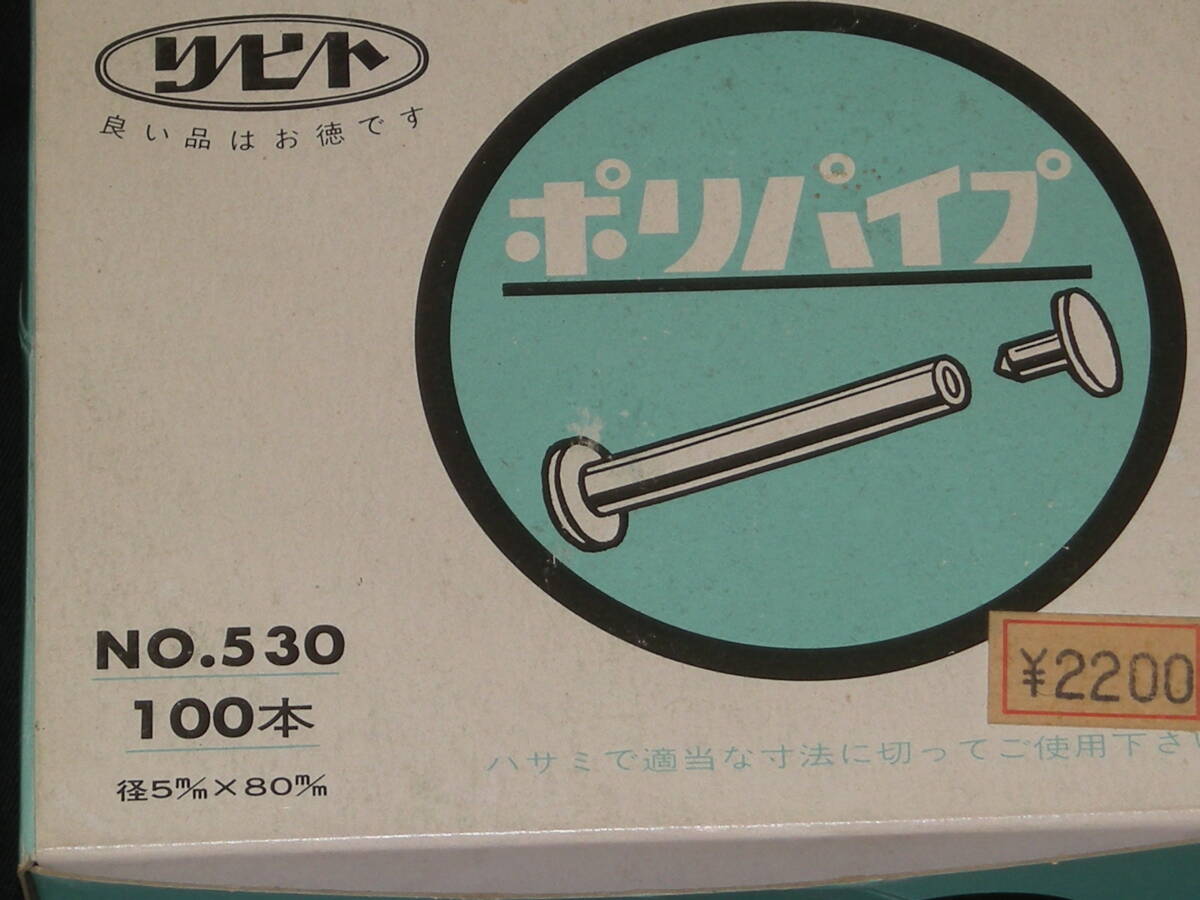 リヒト
良い品はお徳です
ポリパイプ
NO.530
100本
径5m/m×80m/m
¥2200
ハサミで適当な寸法に切ってご使用下さい